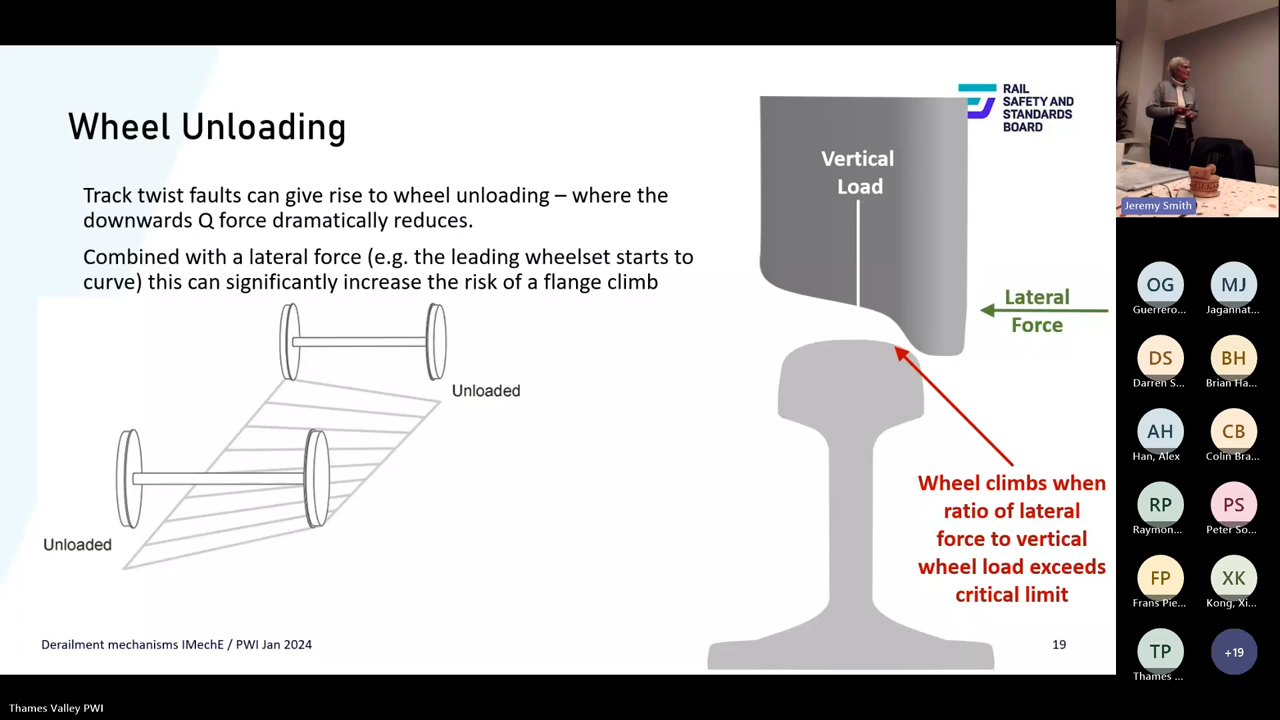 Wheel Unloading
RAIL
SAFETY AND
STANDARDS
BOARD
Track twist faults can give rise to wheel unloading – where the
downwards Q force dramatically reduces.
Combined with a lateral force (e.g. the leading wheelset starts to
curve) this can significantly increase the risk of a flange climb
Unloaded
Unloaded
Vertical
Load
Lateral
Force
Wheel climbs when
ratio of lateral
force to vertical
wheel load exceeds
critical limit
Derailment mechanisms IMechE / PWI Jan 2024
19
Jeremy Smith
OG
MJ
Guerrero...
Jagannat...
DS
BH
Darren S...
Brian Ha...
AH
CB
Han, Alex
Colin Bra...
RP
PS
Raymon...
Peter So...
FP
XK
Frans Pie...
Kong, Xi...
TP
+19
Thames ...
Thames Valley PWI